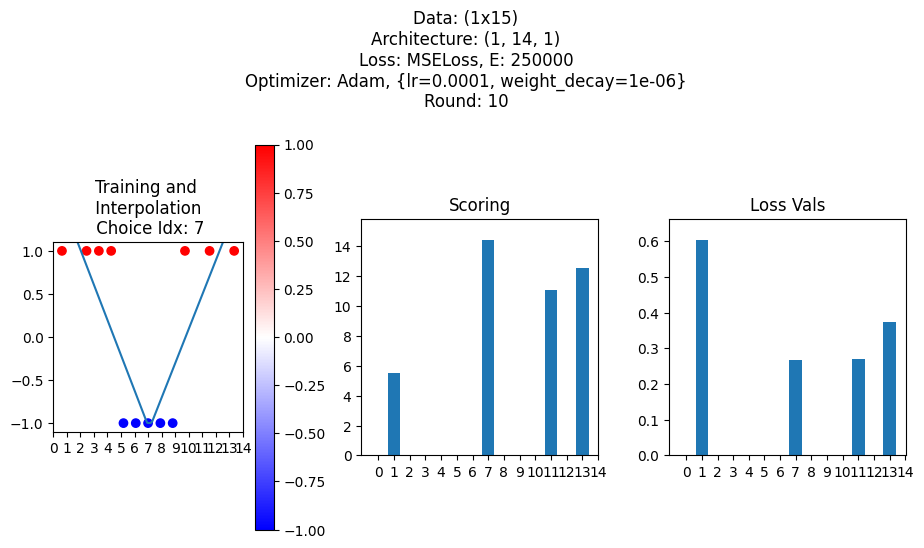 Data: (1x15)
Architecture: (1, 14, 1)
Loss: MSELoss, E: 250000
Optimizer: Adam, {lr=0.0001, weight_decay=1e-06}
Round: 10
Training and
Interpolation
Choice Idx: 7
1.0
0.5
0.0
−0.5
−1.0
0 1 2 3 4 5 6 7 8 9 10 11 12 13 14
1.00
0.75
0.50
0.25
0.00
−0.25
−0.50
−0.75
−1.00
Scoring
14
12
10
8
6
4
2
0
0 1 2 3 4 5 6 7 8 9 10 11 12 13 14
Loss Vals
0.6
0.5
0.4
0.3
0.2
0.1
0.0
0 1 2 3 4 5 6 7 8 9 10 11 12 13 14